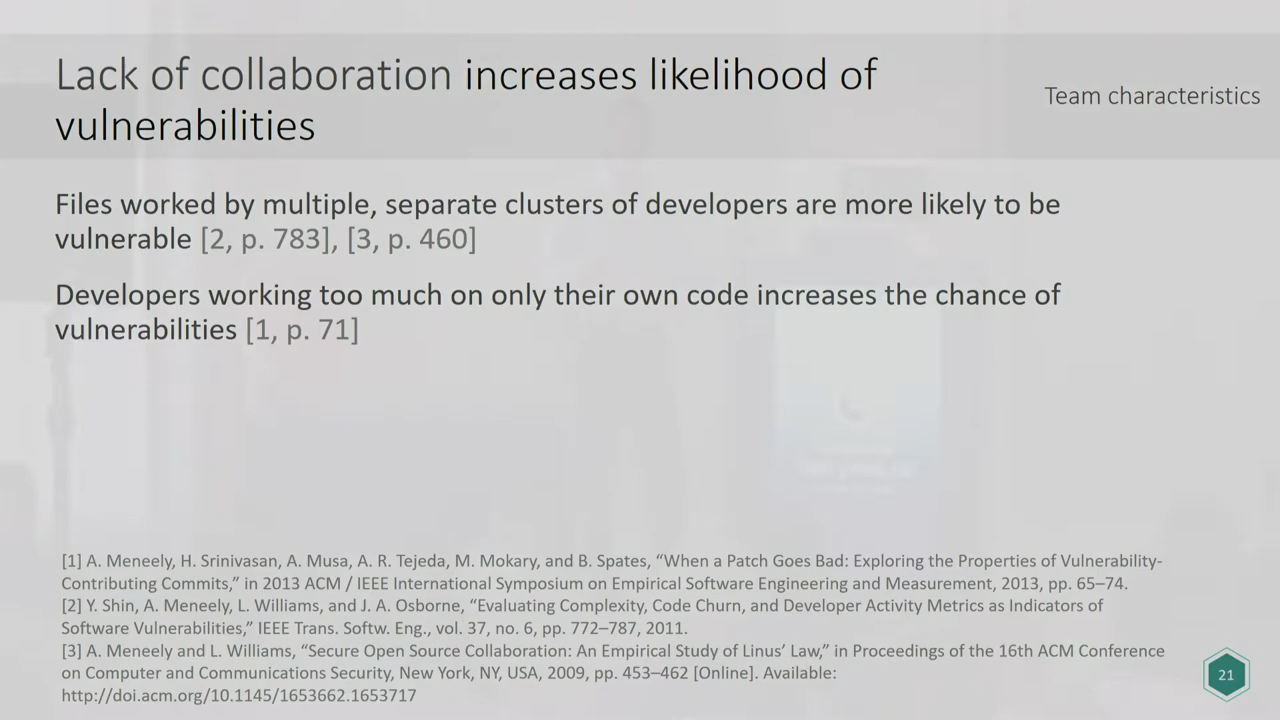 Lack of collaboration increases likelihood of
vulnerabilities
Team characteristics
Files worked by multiple, separate clusters of developers are more likely to be
vulnerable [2, p. 783], [3, p. 460]
Developers working too much on only their own code increases the chance of
vulnerabilities [1, p. 71]
[1] A. Meneely, H. Srinivasan, A. Musa, A. R. Tejeda, M. Mokary, and B. Spates, “When a Patch Goes Bad: Exploring the Properties of Vulnerability-
Contributing Commits,” in 2013 ACM / IEEE International Symposium on Empirical Software Engineering and Measurement, 2013, pp. 65–74.
[2] Y. Shin, A. Meneely, L. Williams, and J. A. Osborne, “Evaluating Complexity, Code Churn, and Developer Activity Metrics as Indicators of
Software Vulnerabilities,” IEEE Trans. Softw. Eng., vol. 37, no. 6, pp. 772–787, 2011.
[3] A. Meneely and L. Williams, “Secure Open Source Collaboration: An Empirical Study of Linus’ Law,” in Proceedings of the 16th ACM Conference
on Computer and Communications Security, New York, NY, USA, 2009, pp. 453–462 [Online]. Available:
http://doi.acm.org/10.1145/1653662.1653717
21